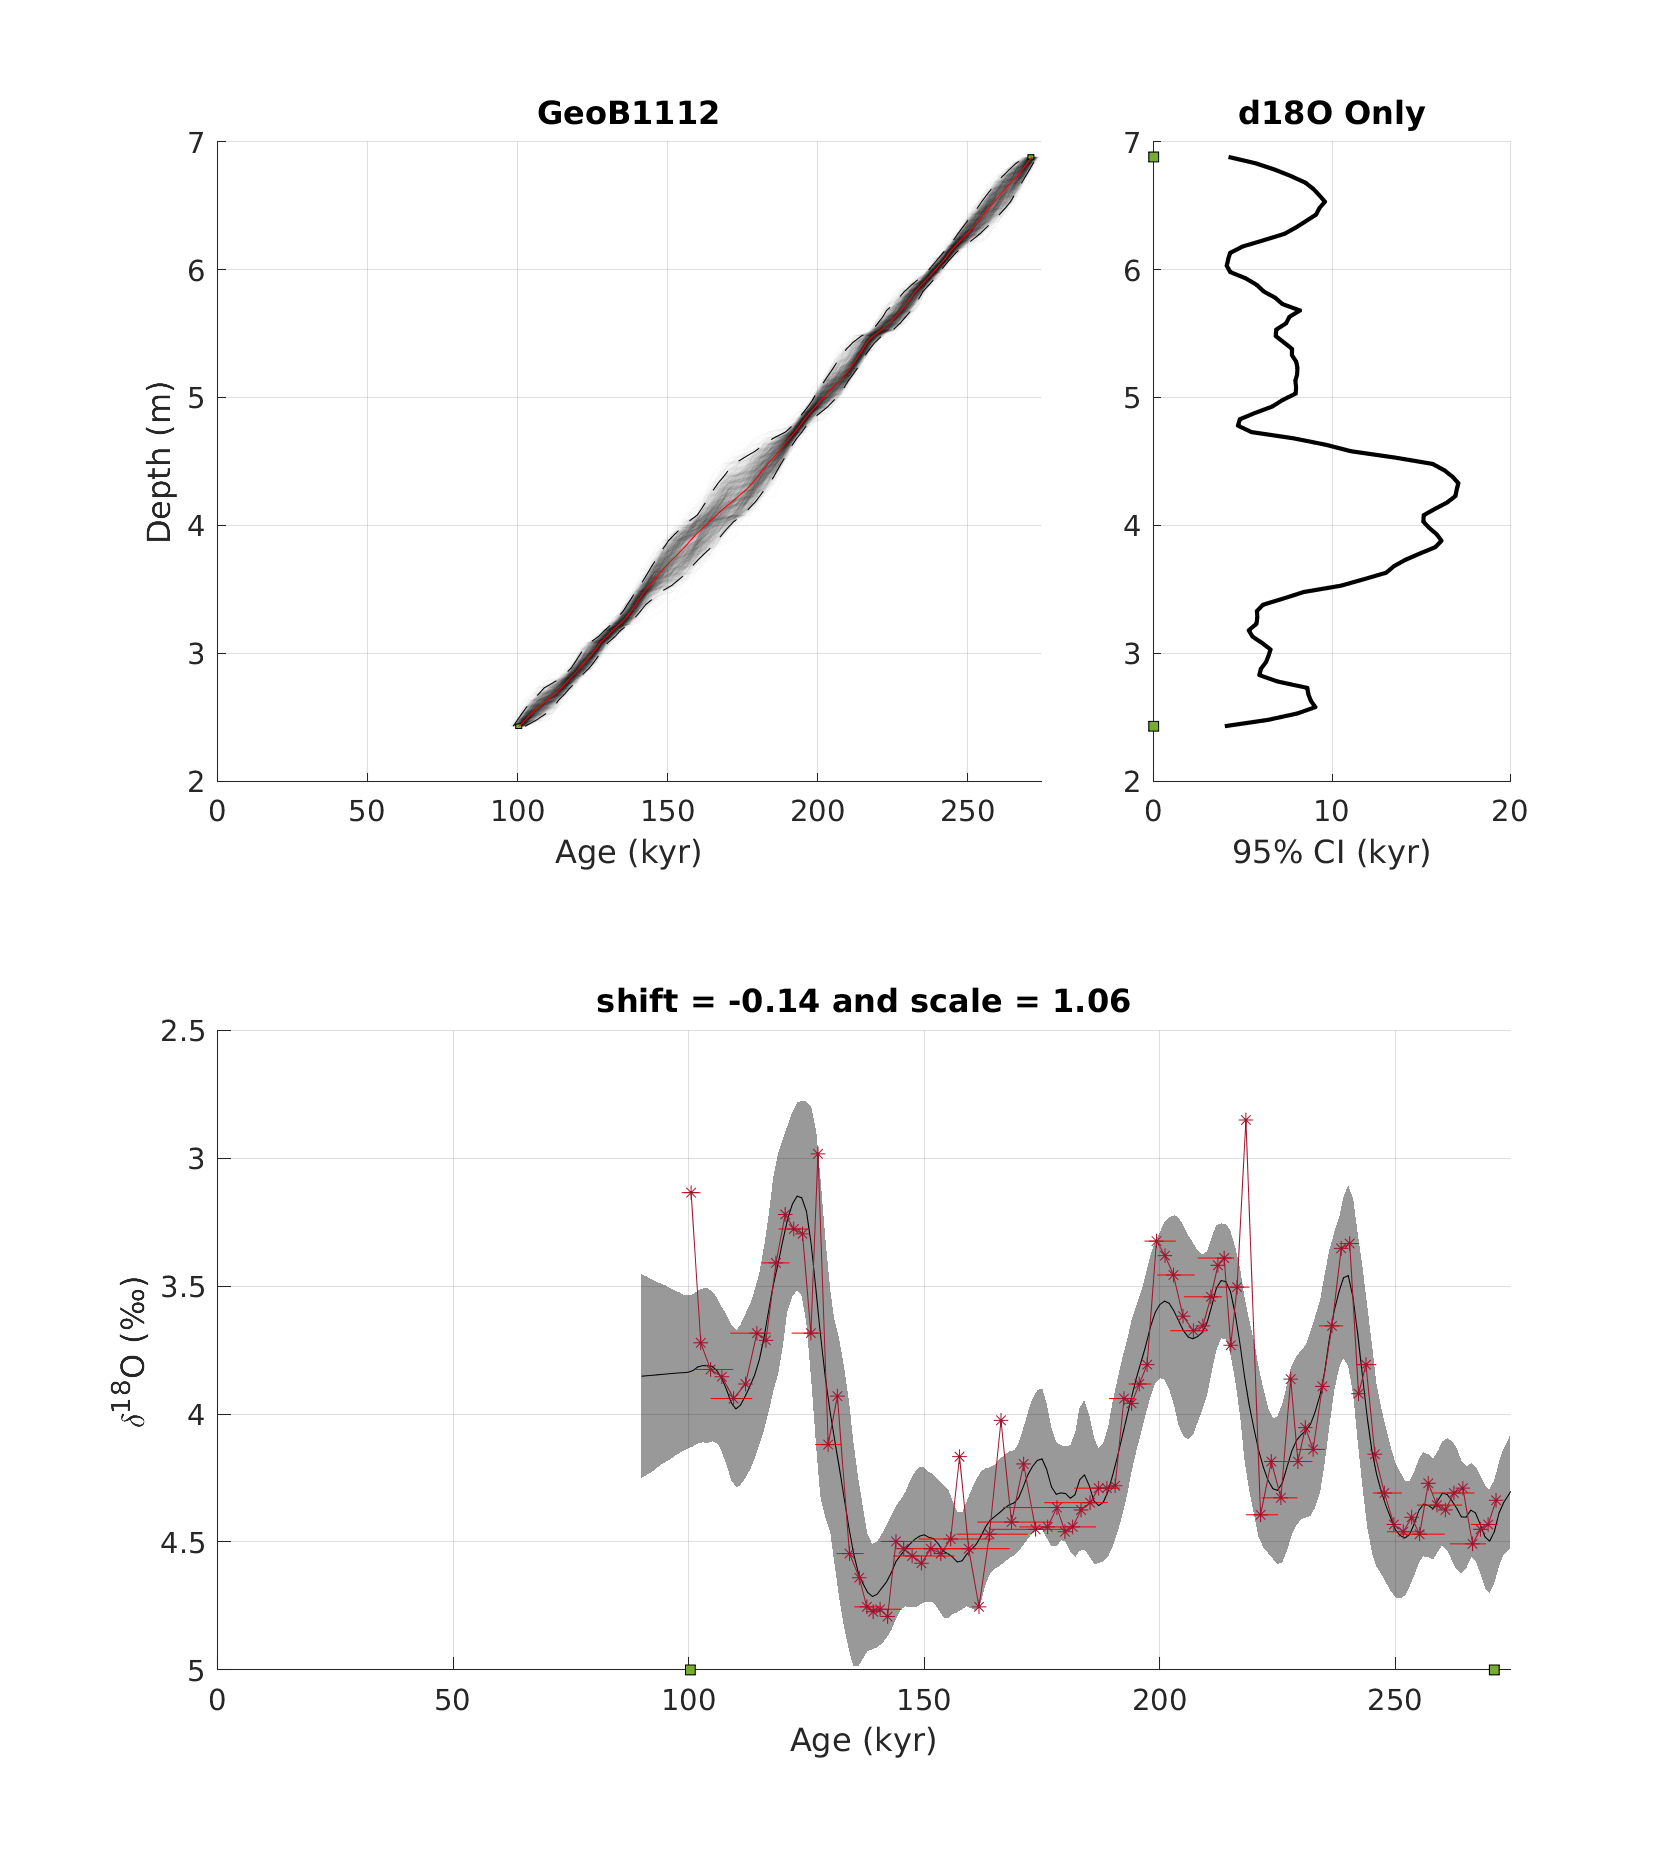 GeoB1112
d18O Only
7
6
5
4
3
2
Depth (m)
0 50 100 150 200 250
Age (kyr)
7
6
5
4
3
2
0 10 20
95% CI (kyr)
shift = -0.14 and scale = 1.06
2.5
3
3.5
4
4.5
5
δ18O (‰)
0 50 100 150 200 250
Age (kyr)